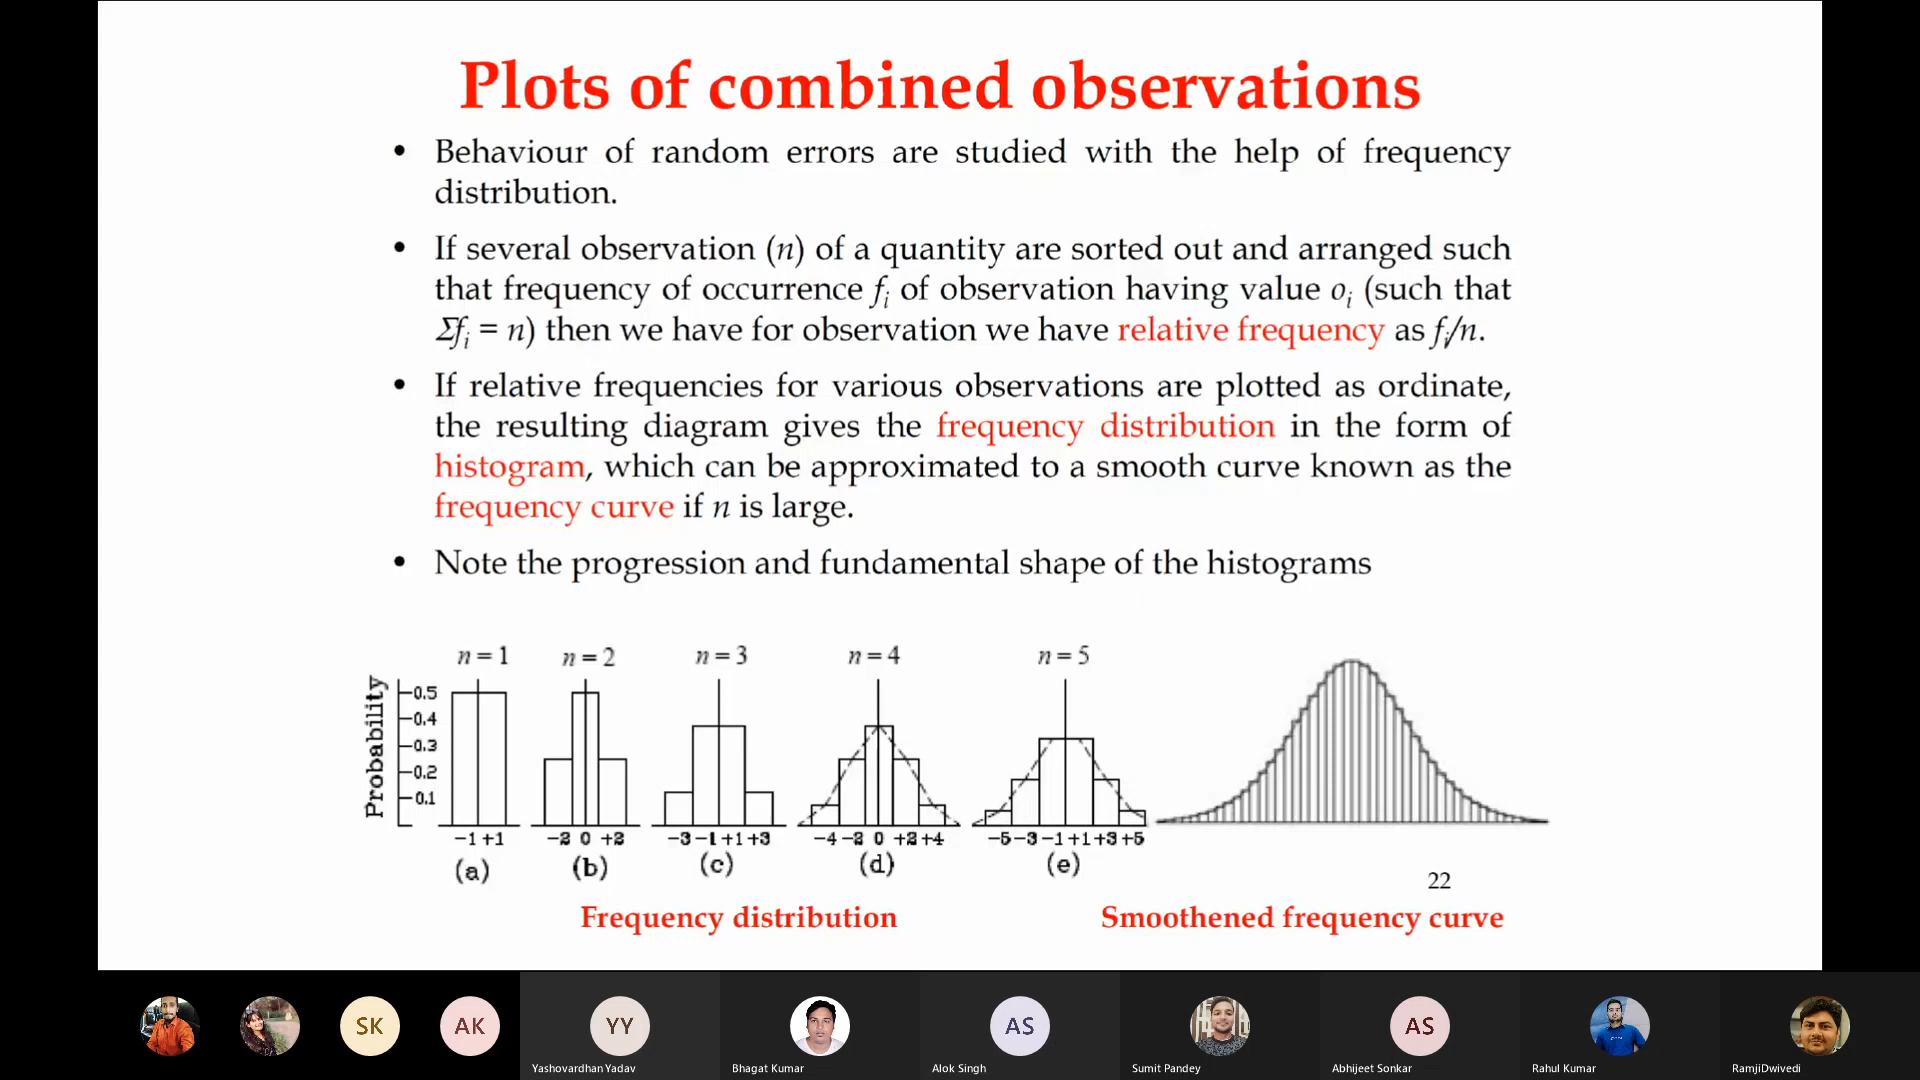 Plots of combined observations
• Behaviour of random errors are studied with the help of frequency
distribution.
• If several observation (n) of a quantity are sorted out and arranged such
that frequency of occurrence fi of observation having value oi (such that
Σfi = n) then we have for observation we have relative frequency as fi/n.
• If relative frequencies for various observations are plotted as ordinate,
the resulting diagram gives the frequency distribution in the form of
histogram, which can be approximated to a smooth curve known as the
frequency curve if n is large.
• Note the progression and fundamental shape of the histograms
n = 1 n = 2 n = 3 n = 4 n = 5
Probability
0.5
0.4
0.3
0.2
0.1
−1 +1 −2 0 +2 −3 −1 +1 +3 −4 −2 0 +2 +4 −5 −3 −1 +1 +3 +5
(a) (b) (c) (d) (e)
22
Frequency distribution Smoothened frequency curve
SK AK YY AS AS
Yashovardhan Yadav Bhagat Kumar Alok Singh Sumit Pandey Abhijeet Sonkar Rahul Kumar RamjiDwivedi